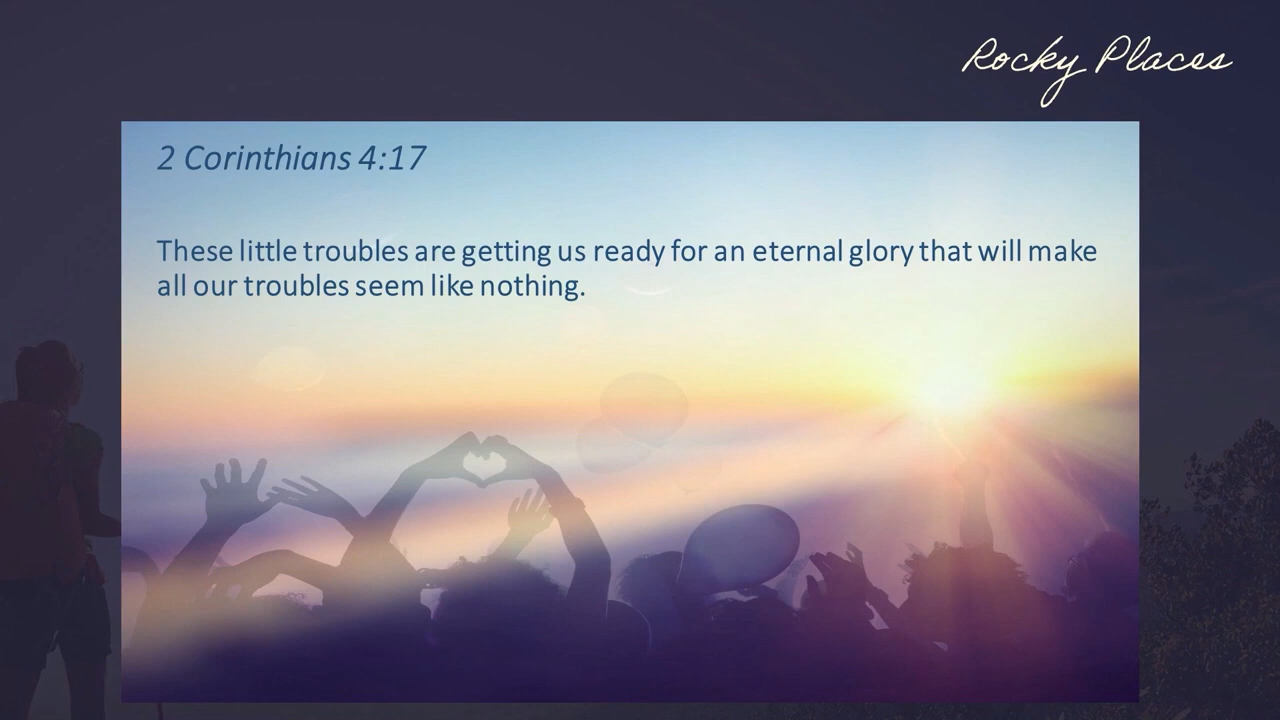 Rocky Places
2 Corinthians 4:17
These little troubles are getting us ready for an eternal glory that will make
all our troubles seem like nothing.